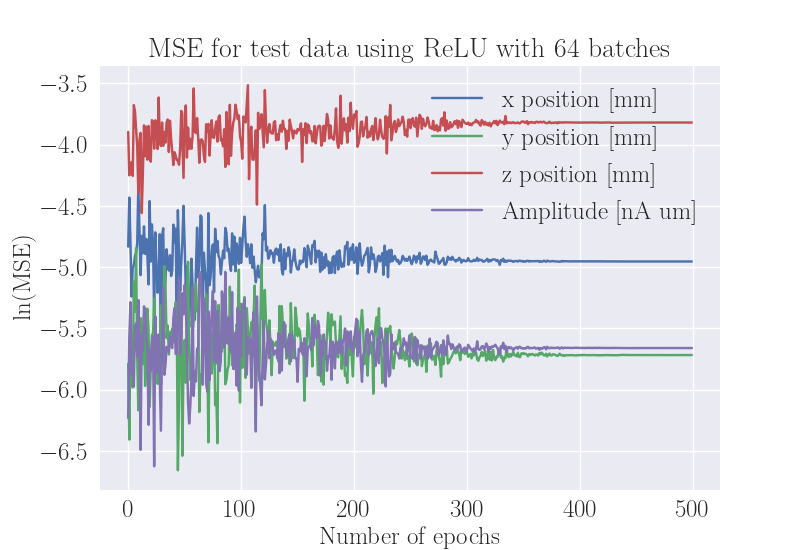 MSE for test data using ReLU with 64 batches
−3.5
−4.0
−4.5
−5.0
−5.5
−6.0
−6.5
ln(MSE)
x position [mm]
y position [mm]
z position [mm]
Amplitude [nA um]
0 100 200 300 400 500
Number of epochs